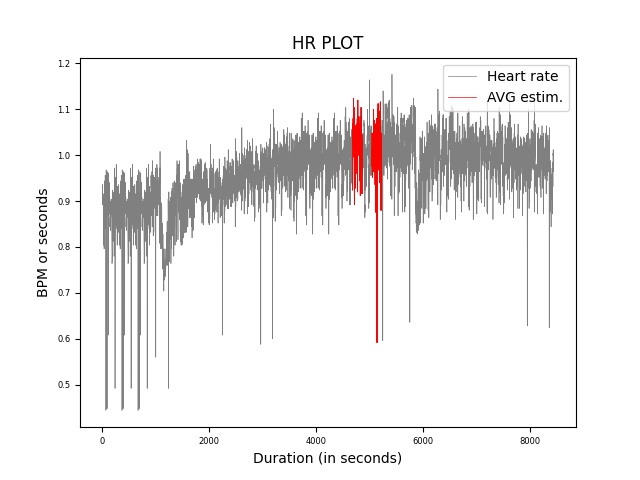 HR PLOT
Heart rate
AVG estim.
BPM or seconds
1.2
1.1
1.0
0.9
0.8
0.7
0.6
0.5
0
2000
4000
6000
8000
Duration (in seconds)